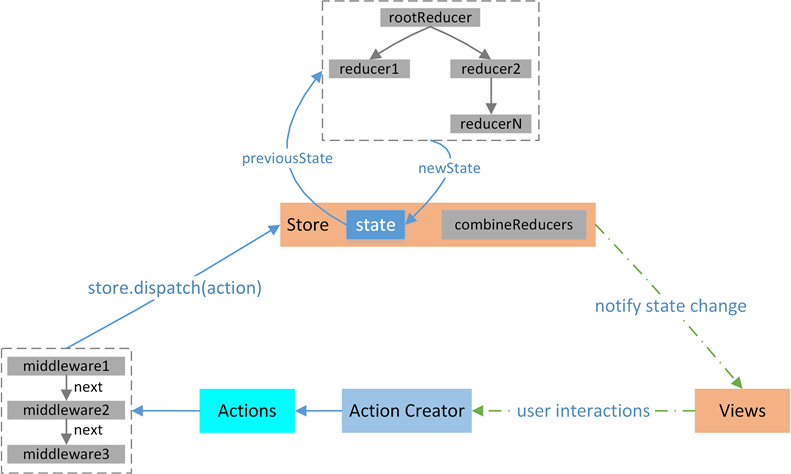 rootReducer
reducer1
reducer2
reducerN
previousState
newState
Store
state
combineReducers
store.dispatch(action)
notify state change
middleware1
next
middleware2
next
middleware3
Actions
Action Creator
user interactions
Views